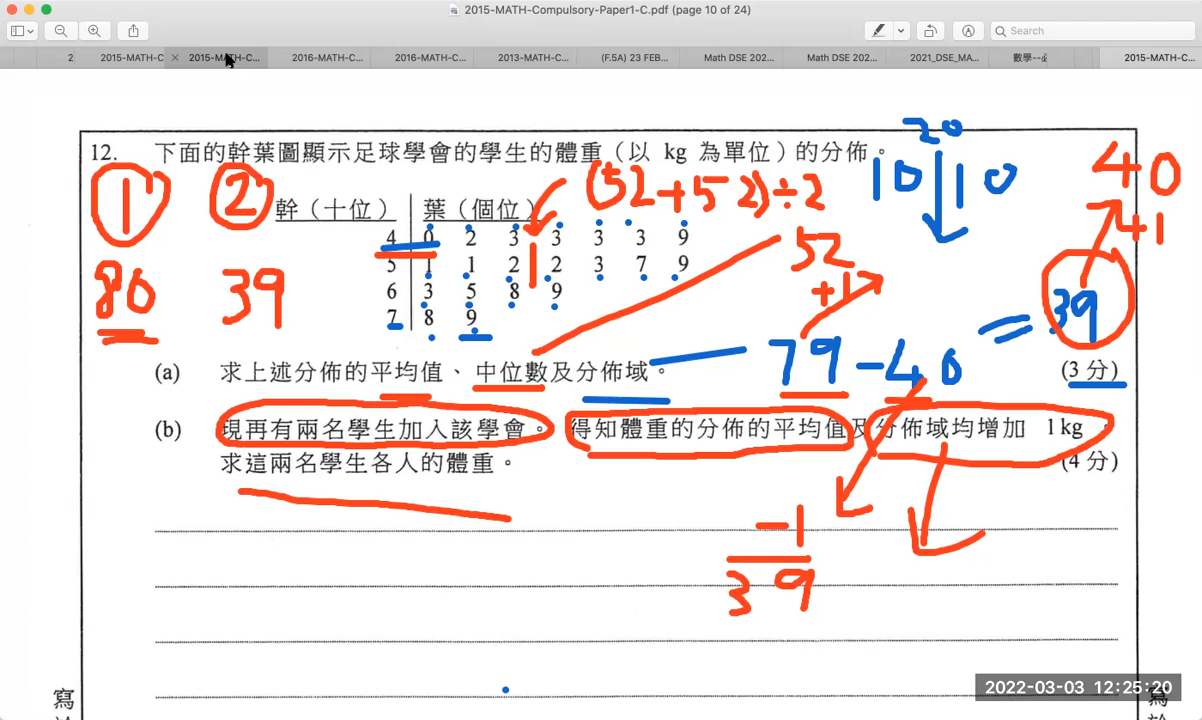 2015-MATH-Compulsory-Paper1-C.pdf (page 10 of 24)
Search
2
2015-MATH-C
2015-MATH-C...
2016-MATH-C...
2016-MATH-C...
2013-MATH-C...
(F.5A) 23 FEB...
Math DSE 202...
Math DSE 202...
2021_DSE_MA...
2015-MATH-C...
20
10 10
40
41
12. 下面的幹葉圖顯示足球學會的學生的體重(以 kg 為單位)的分佈。
① ②
(52+52)÷2
幹(十位) 葉(個位)
4 0 2 3 3 3 3 9
5 1 1 2 2 3 7 9
6 3 5 8 9
7 8 9
80 39
52
+1
79-40 = 39
(a) 求上述分佈的平均值、中位數及分佈域。 (3 分)
(b) 現再有兩名學生加入該學會。得知體重的分佈的平均值及分佈域均增加 1 kg。
求這兩名學生各人的體重。 (4 分)
-1
39
寫
於
寫
2022-03-03 12:25:20